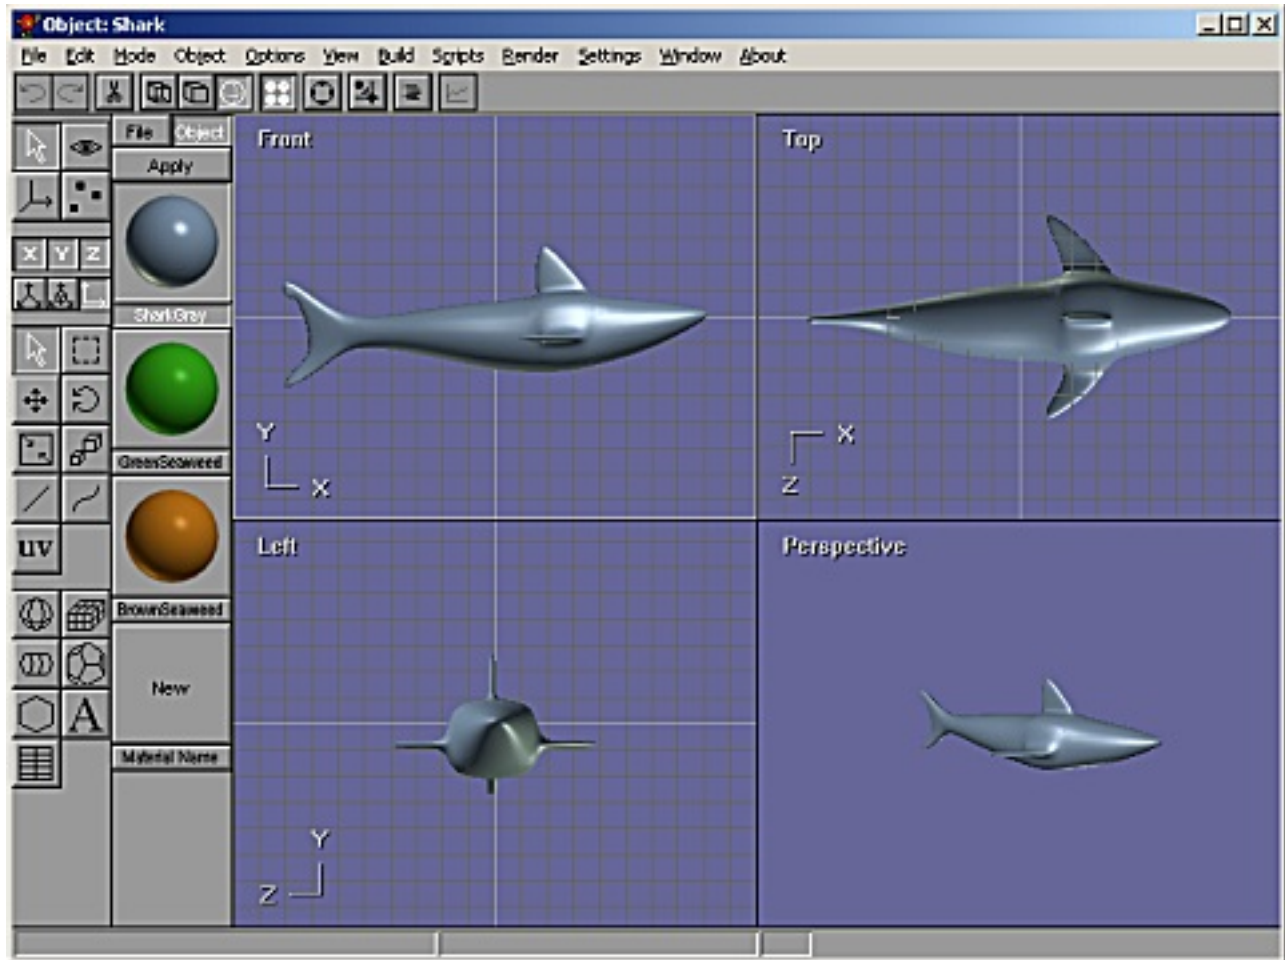 Object: Shark
File Edit Mode Object Options View Build Scripts Render Settings Window About
File Object
Apply
SharkGray
GreenSeaweed
BrownSeaweed
New
Material Name
X Y Z
uv
A
Front
Y
X
Top
X
Z
Left
Y
Z
Perspective